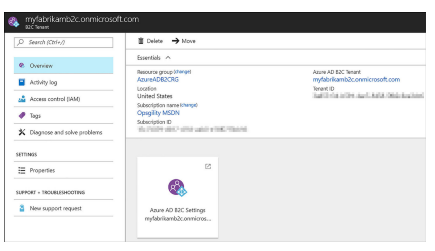 myfabrikamb2c.onmicrosoft.com
B2C Tenant
Search (Ctrl+/)
Overview
Activity log
Access control (IAM)
Tags
Diagnose and solve problems
SETTINGS
Properties
SUPPORT + TROUBLESHOOTING
New support request
Delete
Move
Essentials
Resource group (change)
AzureADB2CRG
Location
United States
Subscription name (change)
Opsgility MSDN
Subscription ID
Azure AD B2C Tenant
myfabrikamb2c.onmicrosoft.com
Tenant ID
Azure AD B2C Settings
myfabrikamb2c.onmicros...